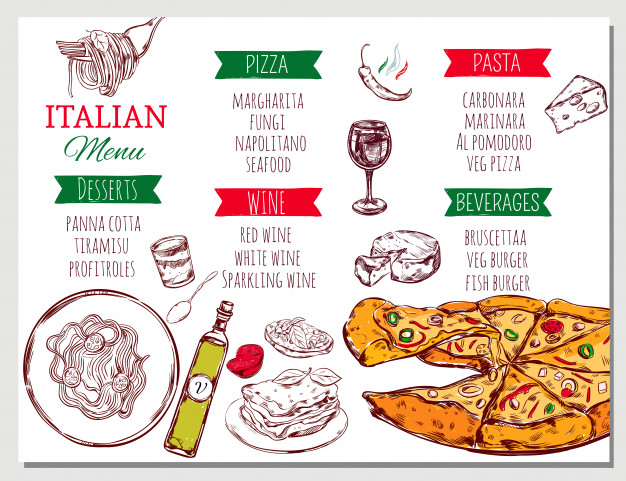 ITALIAN
Menu
DESSERTS
PANNA COTTA
TIRAMISU
PROFITROLES
PIZZA
MARGHARITA
FUNGI
NAPOLITANO
SEAFOOD
WINE
RED WINE
WHITE WINE
SPARKLING WINE
PASTA
CARBONARA
MARINARA
AL POMODORO
VEG PIZZA
BEVERAGES
BRUSCETTAA
VEG BURGER
FISH BURGER
V